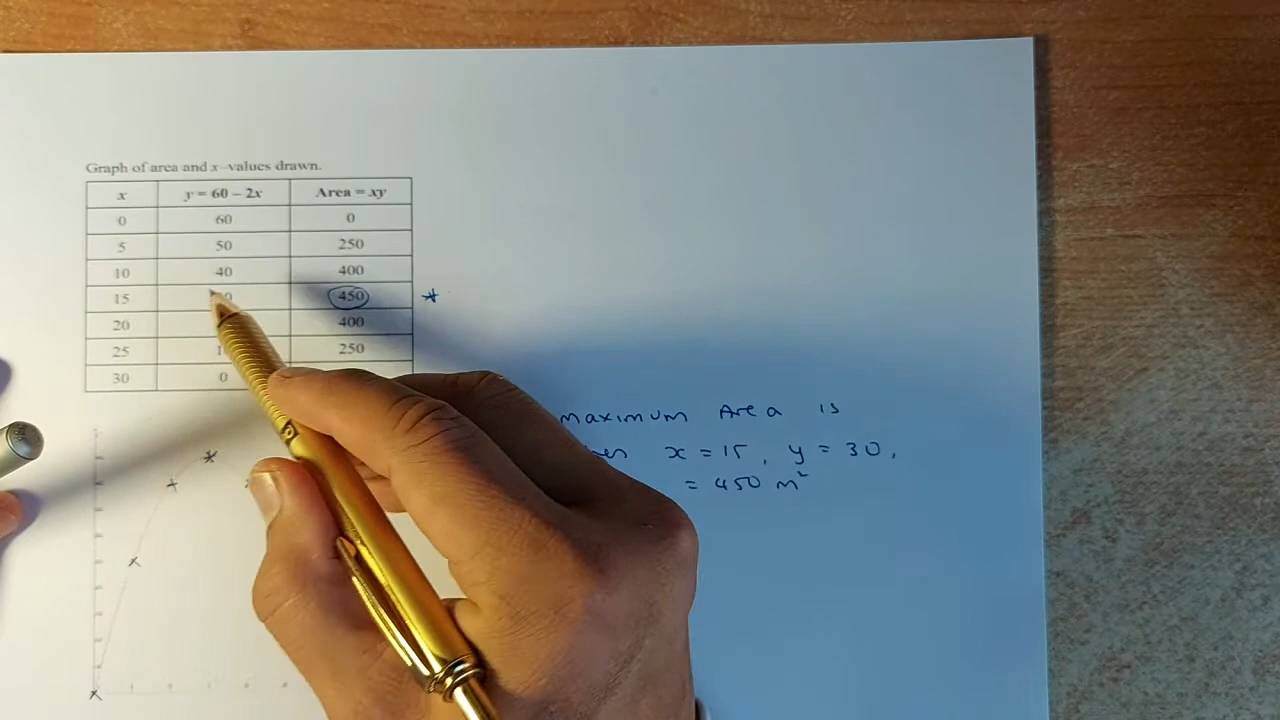 Graph of area and x-values drawn.
x y = 60 – 2x Area = xy
0 60 0
5 50 250
10 40 400
15 450 *
20 400
25 250
30 0
maximum Area is
x = 15, y = 30,
= 450 m²